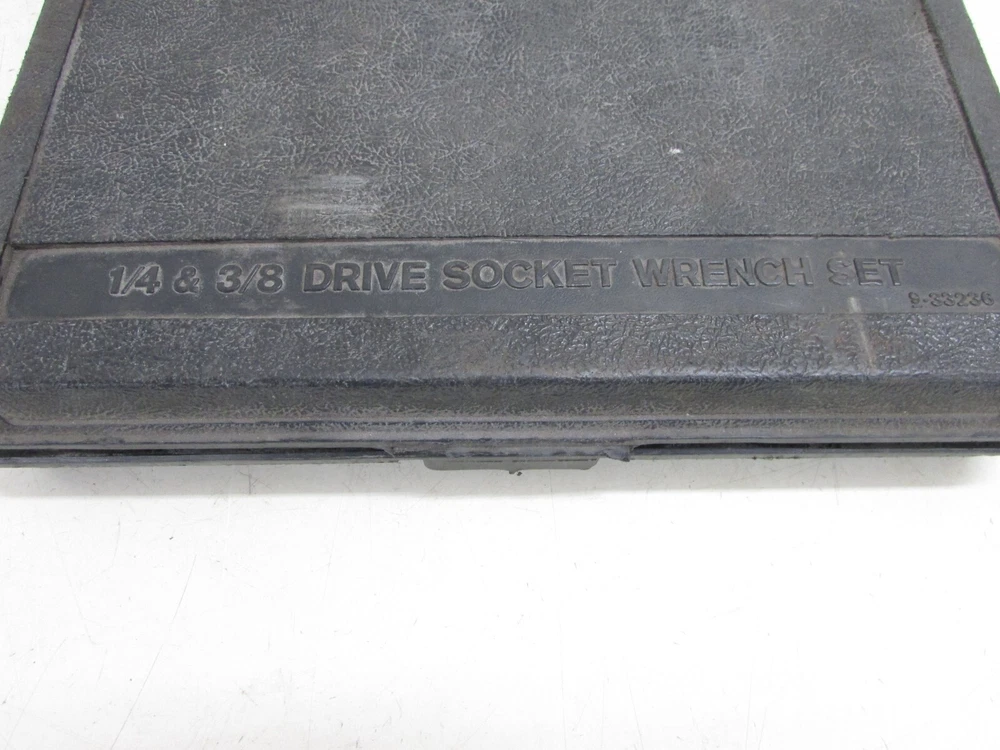 1/4 & 3/8 DRIVE SOCKET WRENCH SET
9-33236